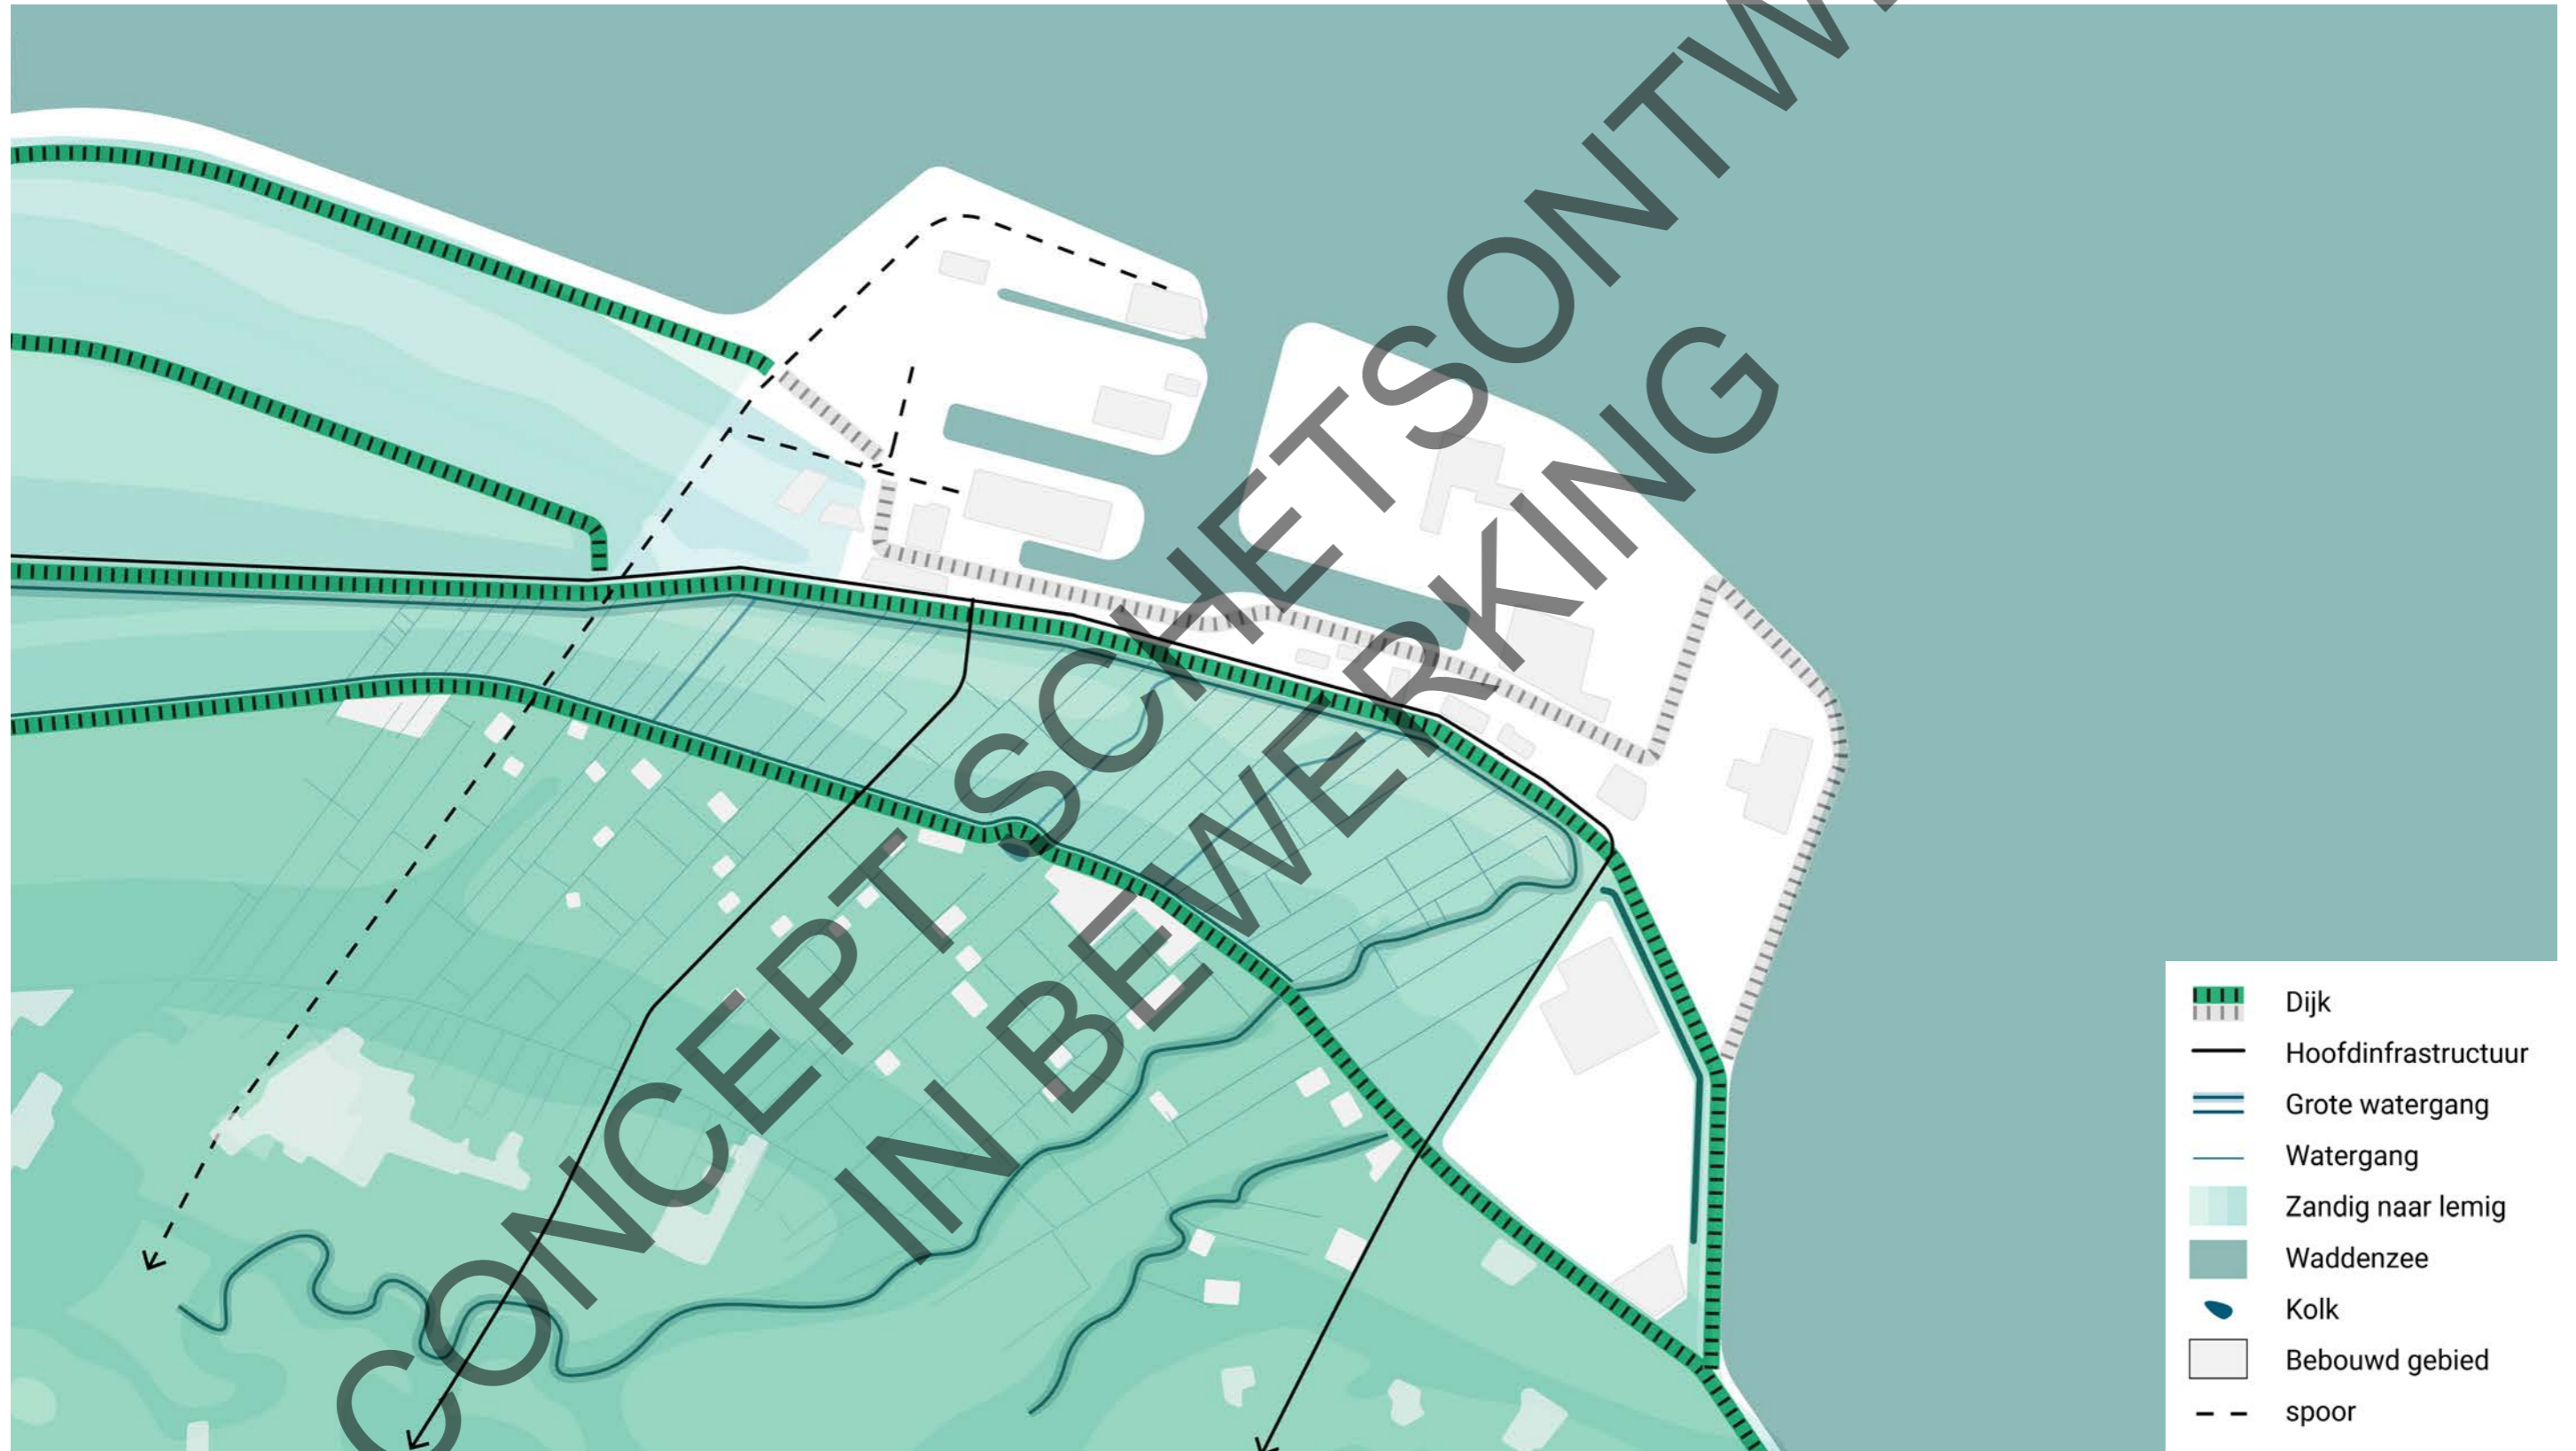 CONCEPT SCHETSONTW
IN BEWERKING
Dijk
Hoofdinfrastructuur
Grote watergang
Watergang
Zandig naar lemig
Waddenzee
Kolk
Bebouwd gebied
spoor